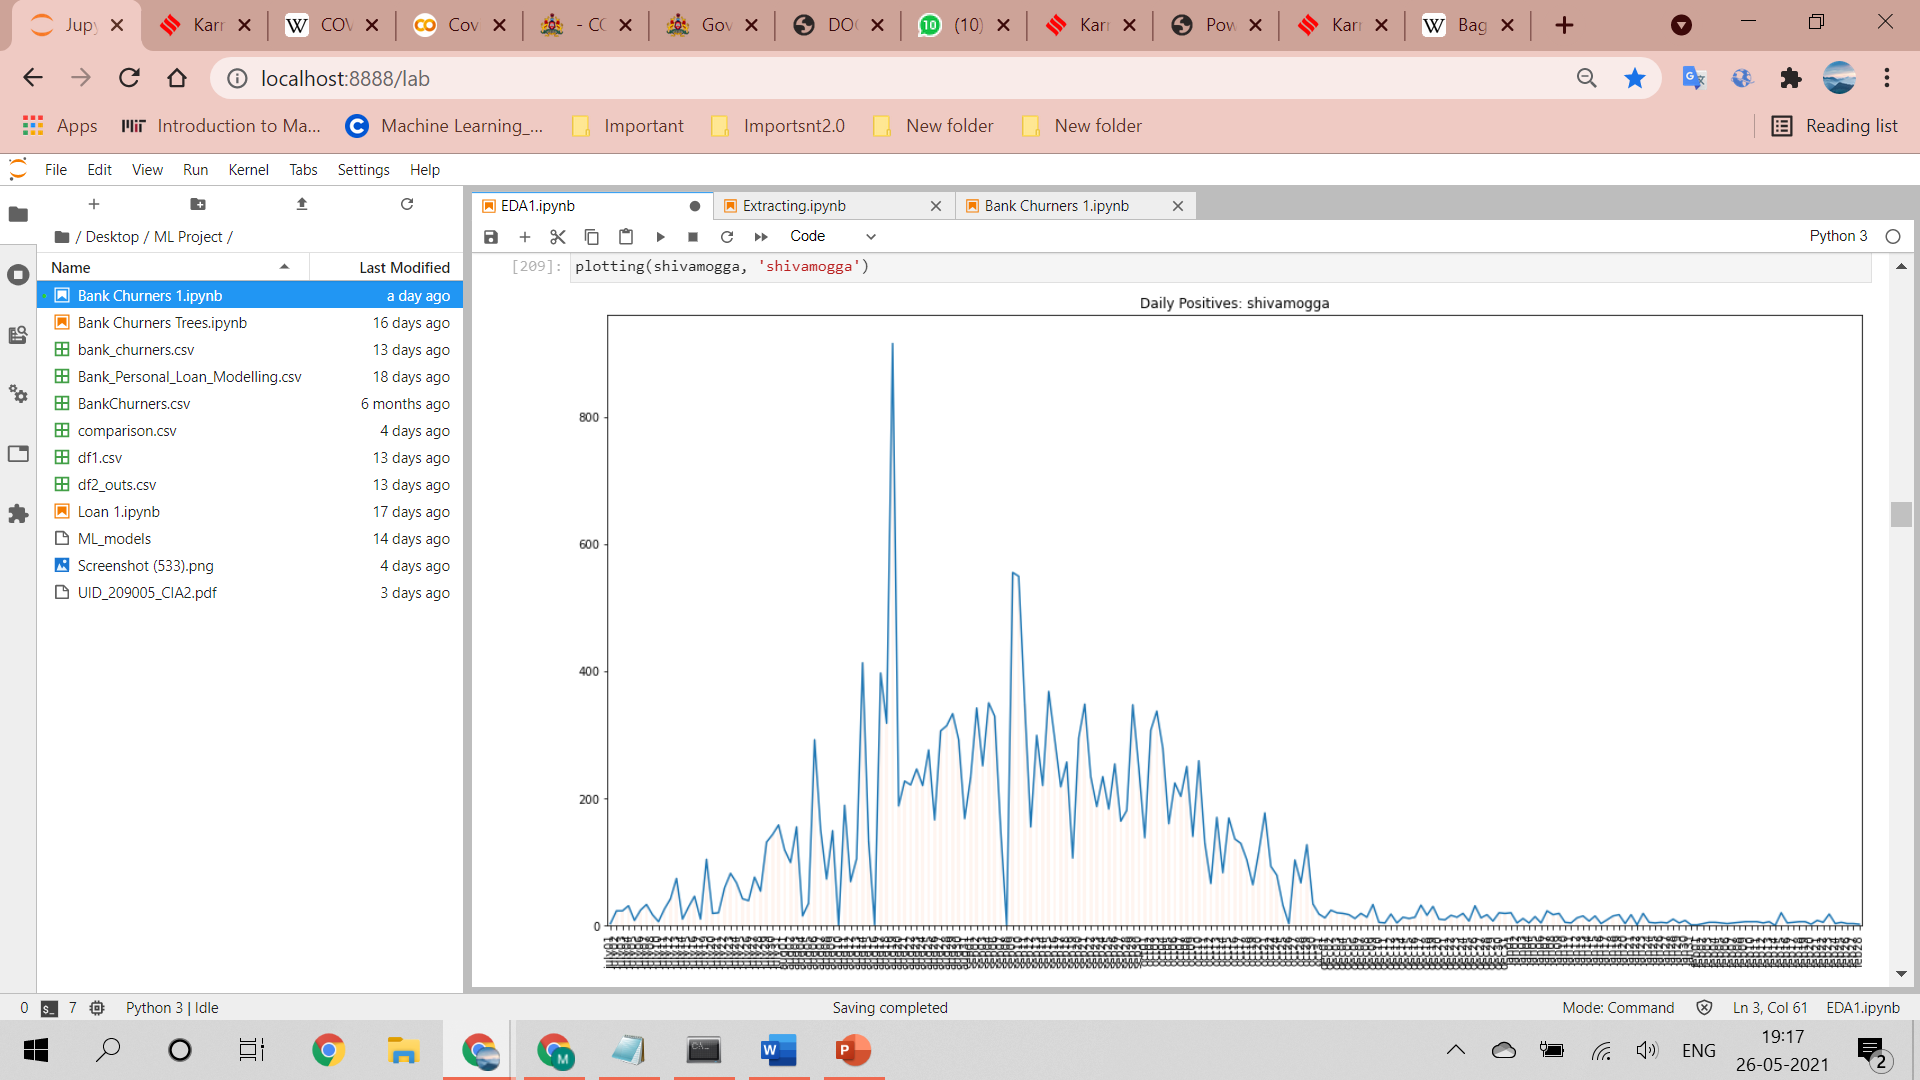 Jupy
Karn
COV
Cov
- CO
Gov
DOC
(10)
Karn
Pow
Karn
Bag
localhost:8888/lab
Apps
Introduction to Ma...
Machine Learning_...
Important
Importsnt2.0
New folder
New folder
Reading list
File Edit View Run Kernel Tabs Settings Help
EDA1.ipynb
Extracting.ipynb
Bank Churners 1.ipynb
/ Desktop / ML Project /
Code
Python 3
Name Last Modified
Bank Churners 1.ipynb a day ago
Bank Churners Trees.ipynb 16 days ago
bank_churners.csv 13 days ago
Bank_Personal_Loan_Modelling.csv 18 days ago
BankChurners.csv 6 months ago
comparison.csv 4 days ago
df1.csv 13 days ago
df2_outs.csv 13 days ago
Loan 1.ipynb 17 days ago
ML_models 14 days ago
Screenshot (533).png 4 days ago
UID_209005_CIA2.pdf 3 days ago
[209]: plotting(shivamogga, 'shivamogga')
Daily Positives: shivamogga
800
600
400
200
0
0 7 Python 3 | Idle
Saving completed
Mode: Command
Ln 3, Col 61
EDA1.ipynb
ENG
19:17
26-05-2021
2